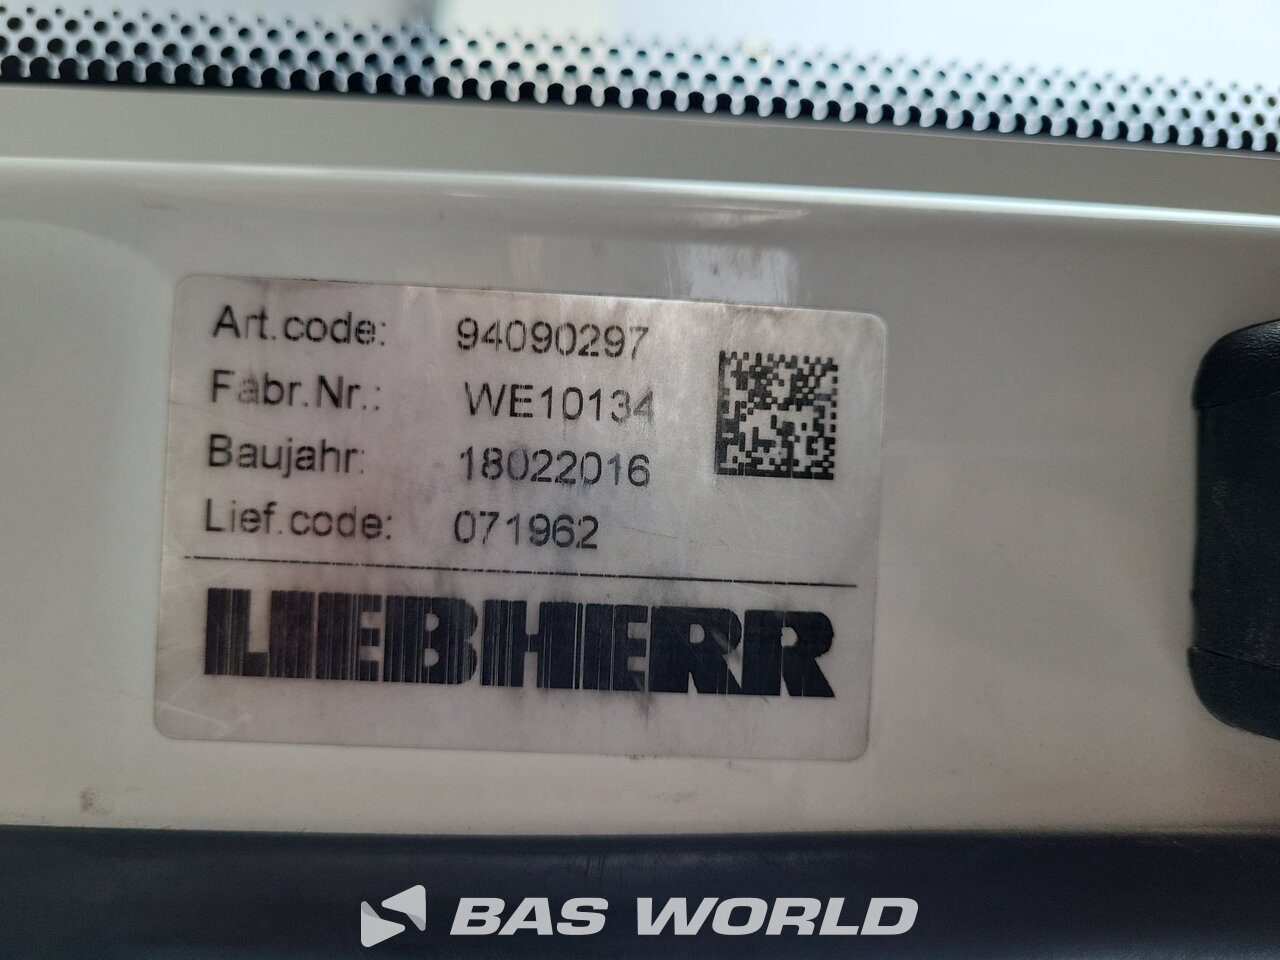 Art.code: 94090297
Fabr.Nr.: WE10134
Baujahr: 18022016
Lief.code: 071962
LIEBHERR
BAS WORLD